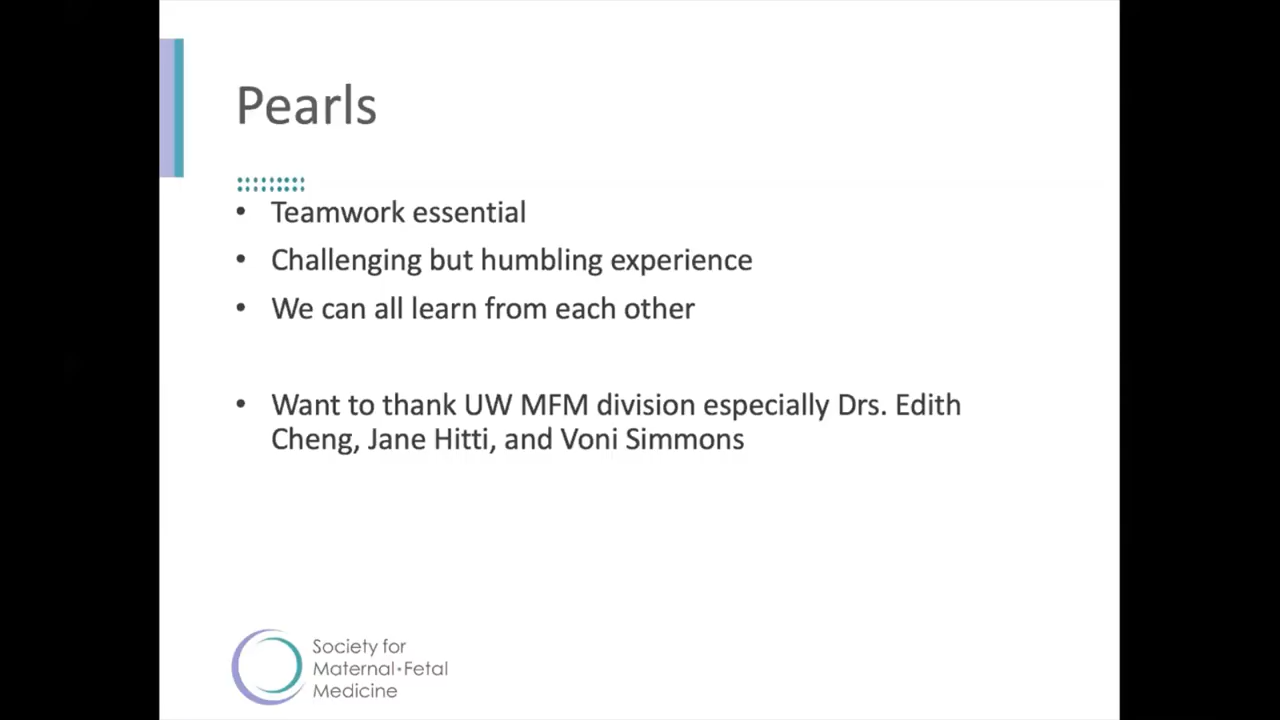 Pearls
• Teamwork essential
• Challenging but humbling experience
• We can all learn from each other
• Want to thank UW MFM division especially Drs. Edith
Cheng, Jane Hitti, and Voni Simmons
Society for
Maternal•Fetal
Medicine